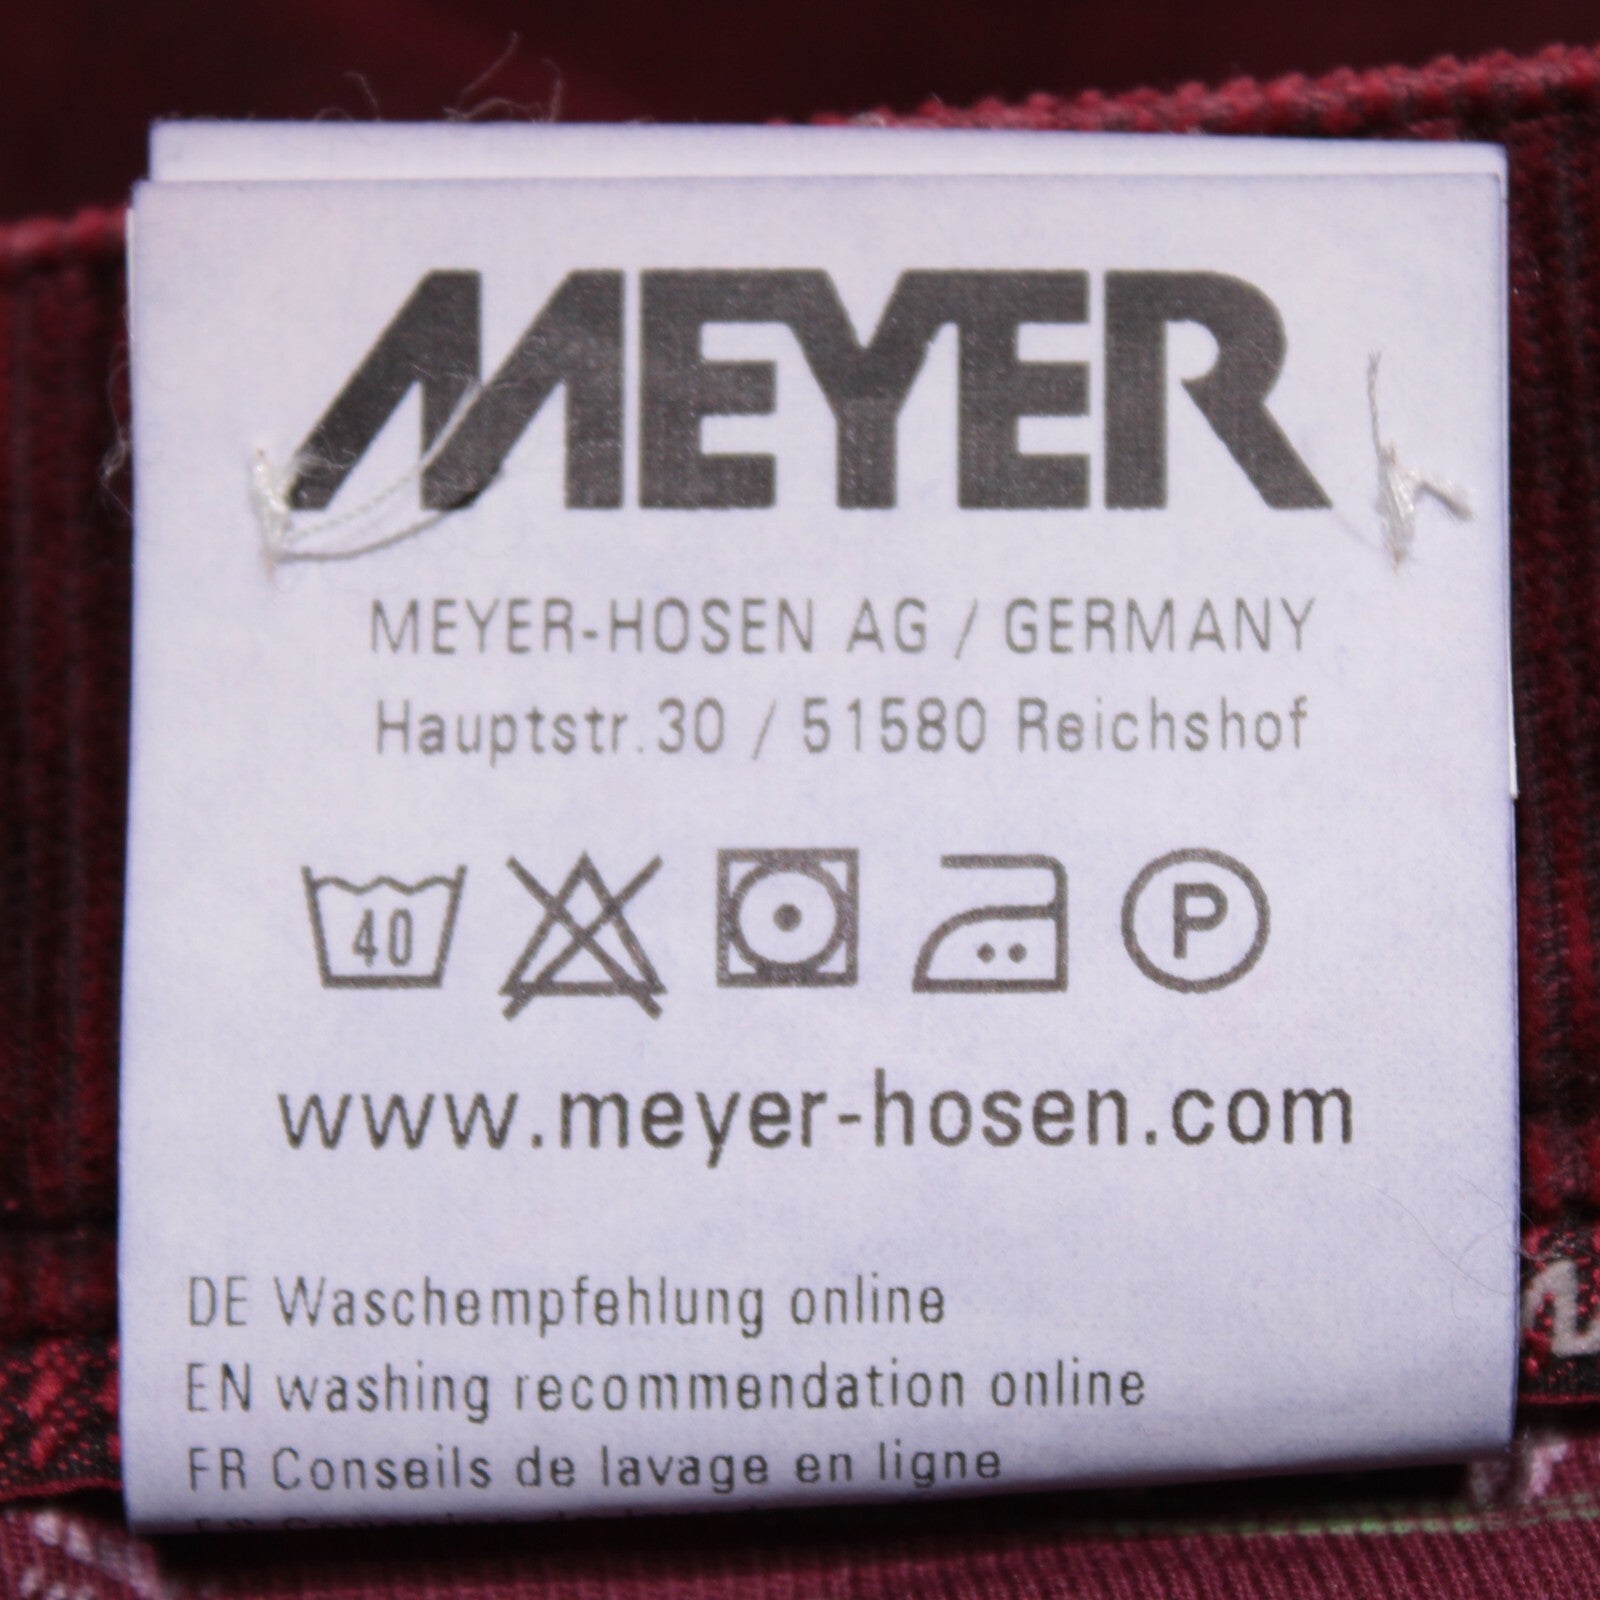 MEYER
MEYER-HOSEN AG / GERMANY
Hauptstr.30 / 51580 Reichshof
40 P
www.meyer-hosen.com
DE Waschempfehlung online
EN washing recommendation online
FR Conseils de lavage en ligne